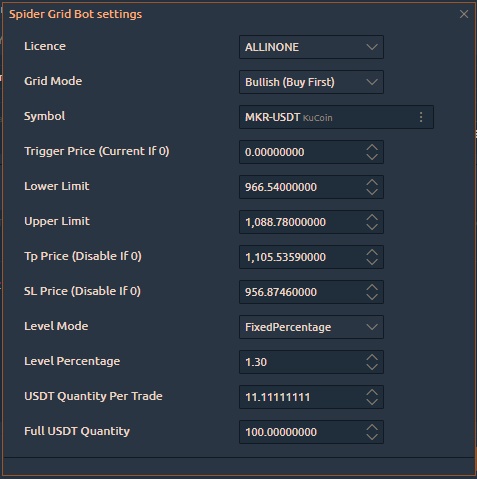 Spider Grid Bot settings
Licence ALLINONE
Grid Mode Bullish (Buy First)
Symbol MKR-USDT KuCoin
Trigger Price (Current If 0) 0.00000000
Lower Limit 966.54000000
Upper Limit 1,088.78000000
Tp Price (Disable If 0) 1,105.53590000
SL Price (Disable If 0) 956.87460000
Level Mode FixedPercentage
Level Percentage 1.30
USDT Quantity Per Trade 11.11111111
Full USDT Quantity 100.00000000